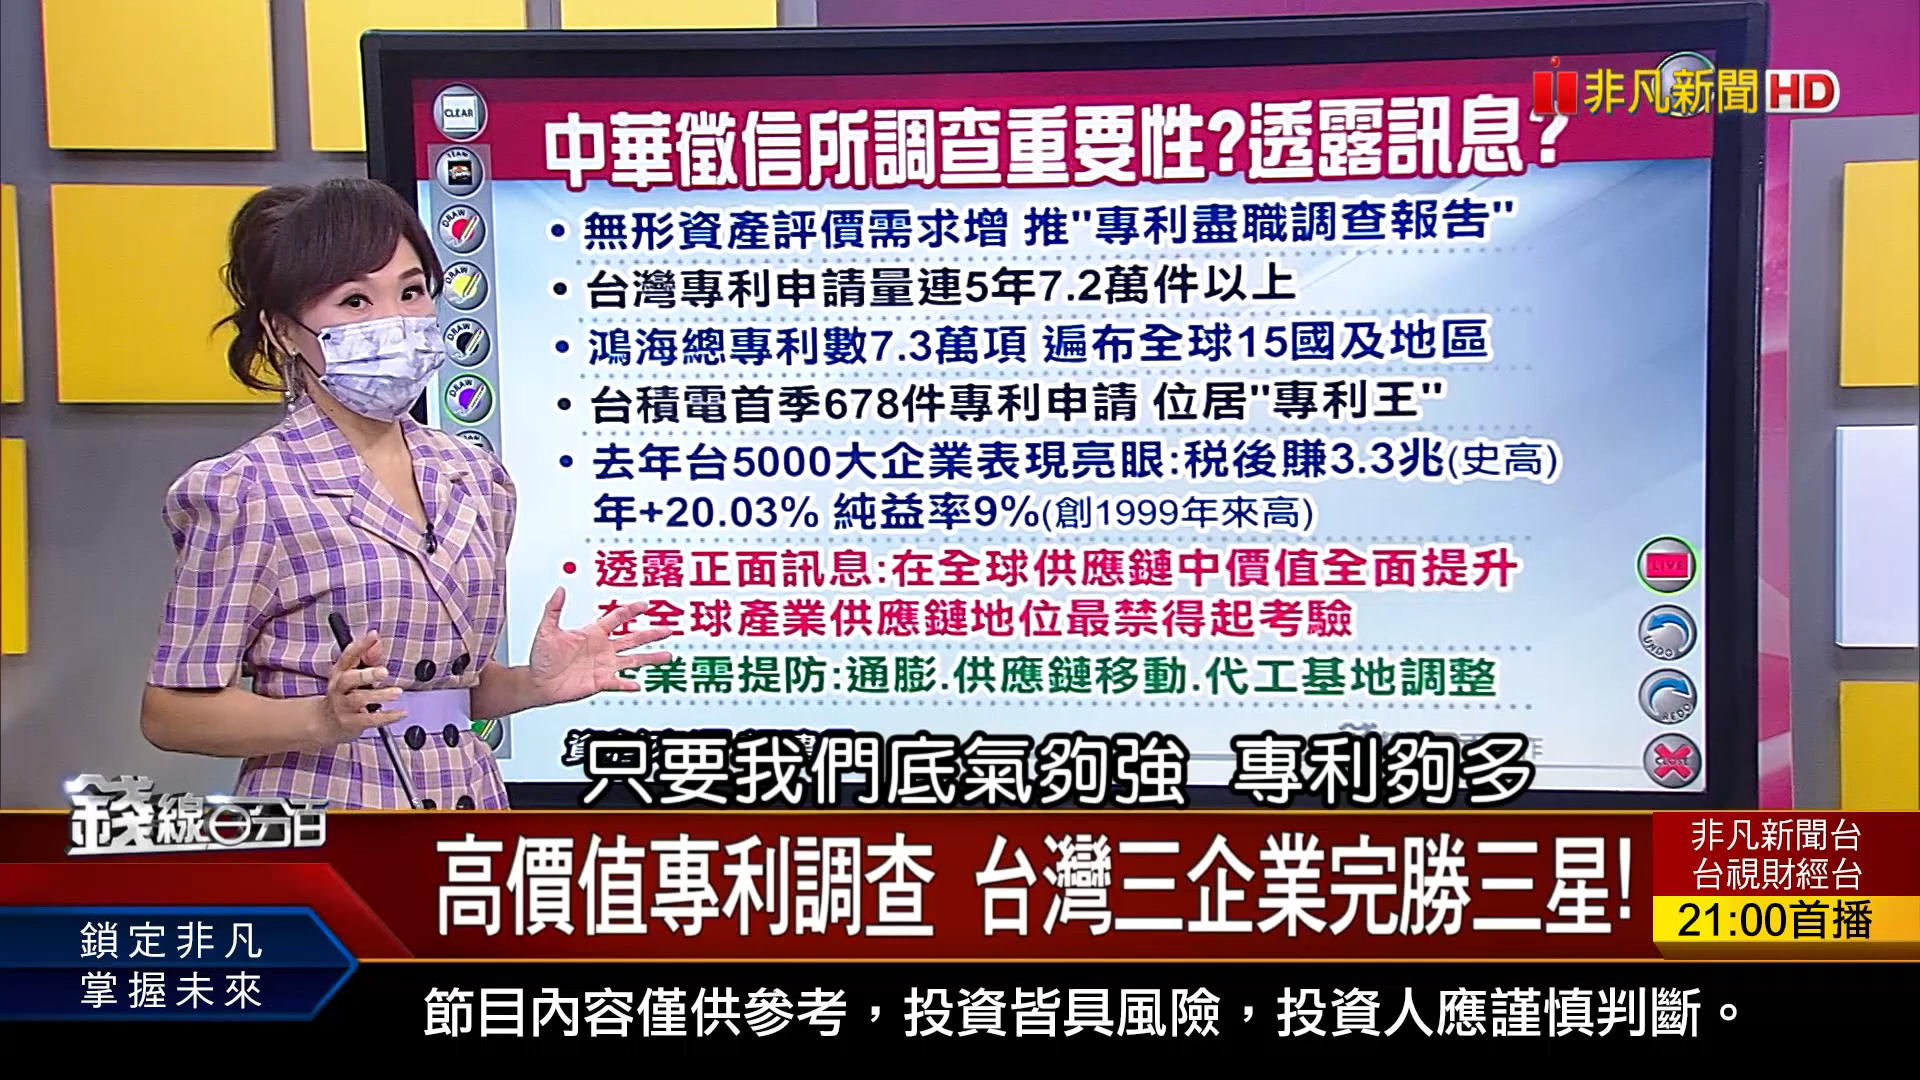 非凡新聞HD
CLEAR
中華徵信所調查重要性?透露訊息?
DRAW
DRAW
DRAW
DRAW
•無形資產評價需求增 推"專利盡職調查報告"
•台灣專利申請量連5年7.2萬件以上
•鴻海總專利數7.3萬項 遍布全球15國及地區
•台積電首季678件專利申請 位居"專利王"
•去年台5000大企業表現亮眼:稅後賺3.3兆(史高)
年+20.03% 純益率9%(創1999年來高)
•透露正面訊息:在全球供應鏈中價值全面提升
在全球產業供應鏈地位最禁得起考驗
企業需提防:通膨.供應鏈移動.代工基地調整
LIVE
UNDO
REDO
CLOSE
只要我們底氣夠強 專利夠多
錢線百分百
高價值專利調查 台灣三企業完勝三星!
非凡新聞台
台視財經台
21:00首播
鎖定非凡
掌握未來
節目內容僅供參考，投資皆具風險，投資人應謹慎判斷。